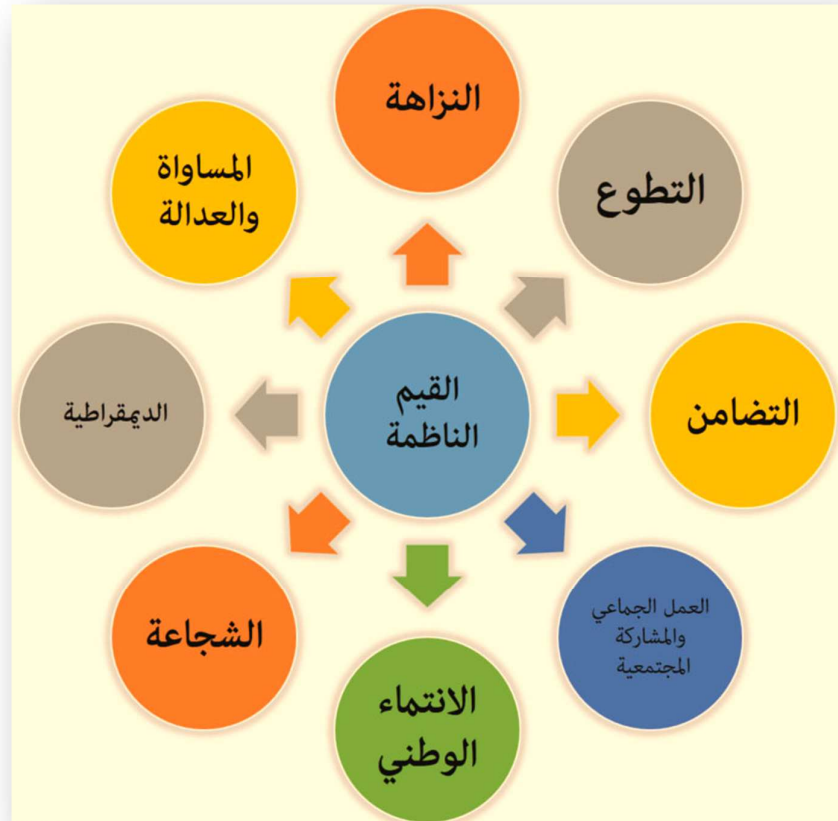 النزاهة
التطوع
المساواة
والعدالة
القيم
الناظمة
التضامن
الديمقراطية
العمل الجماعي
والمشاركة
المجتمعية
الشجاعة
الانتماء
الوطني